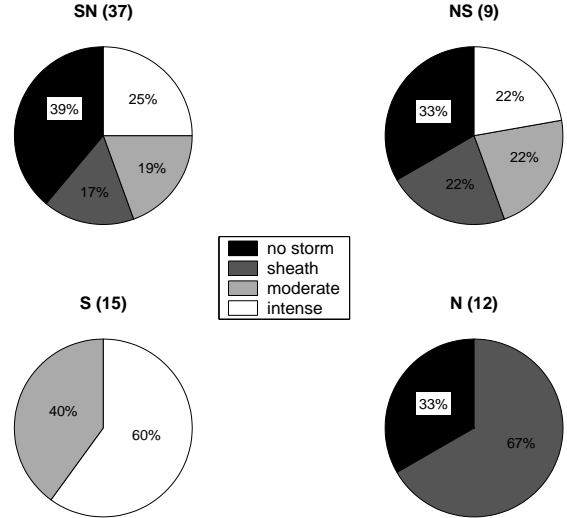 SN (37)
25%
39%
19%
17%
NS (9)
22%
33%
22%
22%
no storm
sheath
moderate
intense
S (15)
40%
60%
N (12)
33%
67%